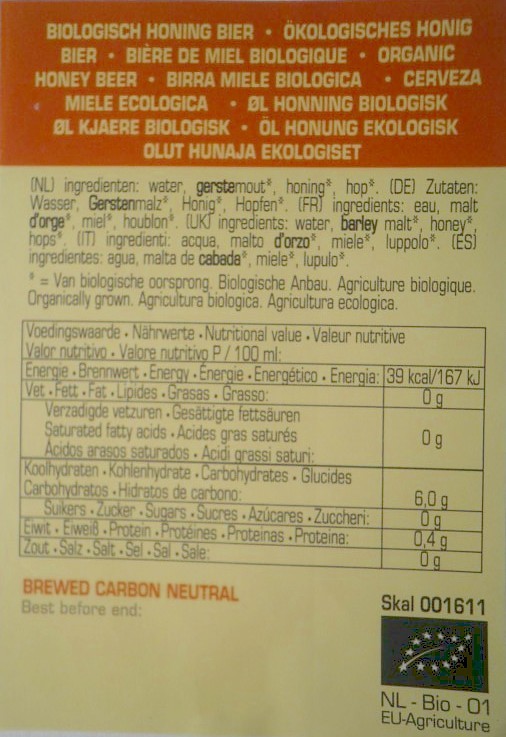 BIOLOGISCH HONING BIER • ÖKOLOGISCHES HONIG
BIER • BIÈRE DE MIEL BIOLOGIQUE • ORGANIC
HONEY BEER • BIRRA MIELE BIOLOGICA • CERVEZA
MIELE ECOLOGICA • ØL HONNING BIOLOGISK
ØL KJAERE BIOLOGISK • ÖL HONUNG EKOLOGISK
OLUT HUNAJA EKOLOGISET
(NL) ingredienten: water, gerstemout*, honing*, hop*. (DE) Zutaten:
Wasser, Gerstenmalz*, Honig*, Hopfen*. (FR) ingredients: eau, malt
d'orge*, miel*, houblon*. (UK) ingredients: water, barley malt*, honey*,
hops*, (IT) ingredienti: acqua, malto d'orzo*, miele*, luppolo*. (ES)
ingredientes: agua, malta de cabada*, miele*, lupulo*.
* = Van biologische oorsprong. Biologische Anbau. Agriculture biologique.
Organically grown. Agricultura biologica. Agricultura ecologica.
Voedingswaarde • Nährwerte • Nutritional value • Valeur nutritive
Valor nutritivo • Valore nutritivo P / 100 ml:
Energie • Brennwert • Energy • Énergie • Energético • Energia: 39 kcal/167 kJ
Vet • Fett • Fat • Lipides • Grasas • Grasso: 0 g
Verzadigde vetzuren • Gesättigte fettsäuren
Saturated fatty acids • Acides gras saturés 0 g
Ácidos arasos saturados • Acidi grassi saturi:
Koolhydraten • Kohlenhydrate • Carbohydrates • Glucides
Carbohydratos • Hidratos de carbono: 6,0 g
Suikers • Zucker • Sugars • Sucres • Azúcares • Zuccheri: 0 g
Eiwit • Eiweiß • Protein • Protéines • Proteinas • Proteina: 0,4 g
Zout • Salz • Salt • Sel • Sal • Sale: 0 g
BREWED CARBON NEUTRAL
Best before end:
Skal 001611
NL - Bio - 01
EU-Agriculture